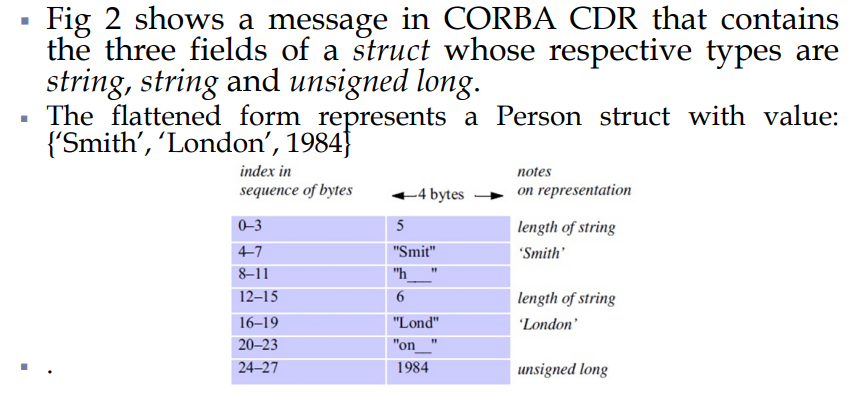 ▪ Fig 2 shows a message in CORBA CDR that contains
the three fields of a struct whose respective types are
string, string and unsigned long.
▪ The flattened form represents a Person struct with value:
{‘Smith’, ‘London’, 1984}
index in
sequence of bytes
4 bytes
notes
on representation
0–3 5 length of string
4–7 "Smit" ‘Smith’
8–11 "h___"
12–15 6 length of string
16–19 "Lond" ‘London’
20–23 "on__"
24–27 1984 unsigned long
▪ .